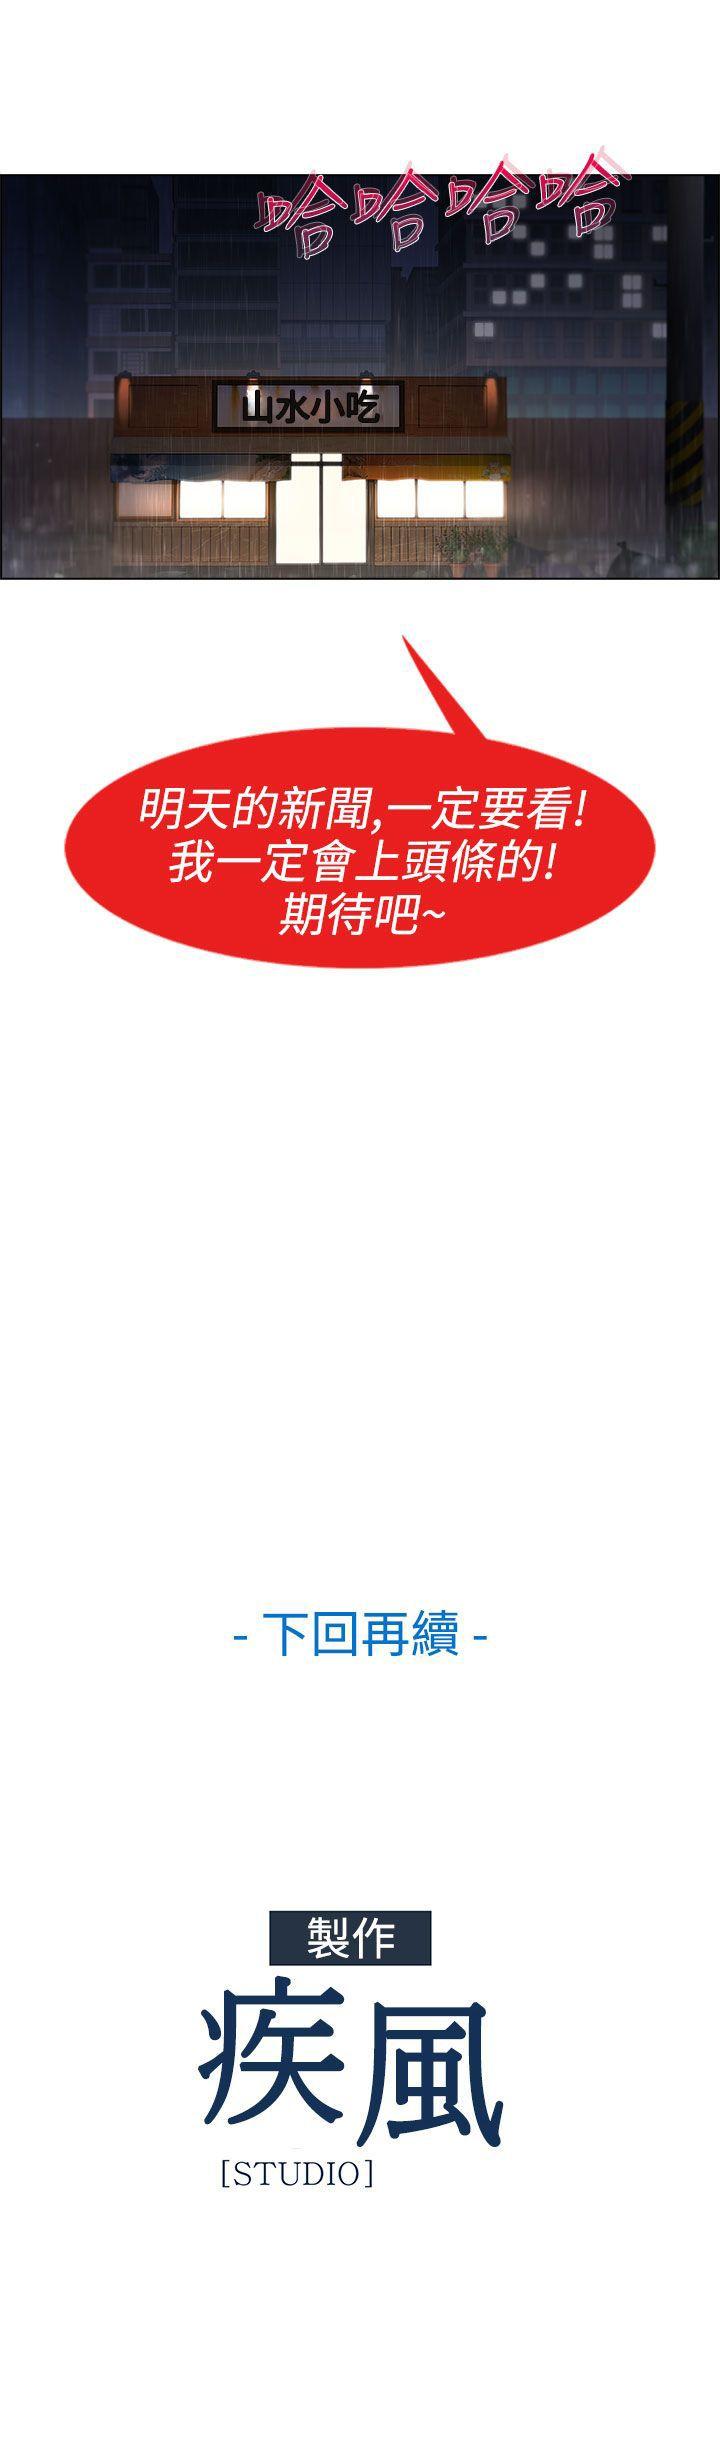 哈哈哈哈
山水小吃
明天的新聞,一定要看!
我一定會上頭條的!
期待吧~
- 下回再續 -
製作
疾風
[STUDIO]